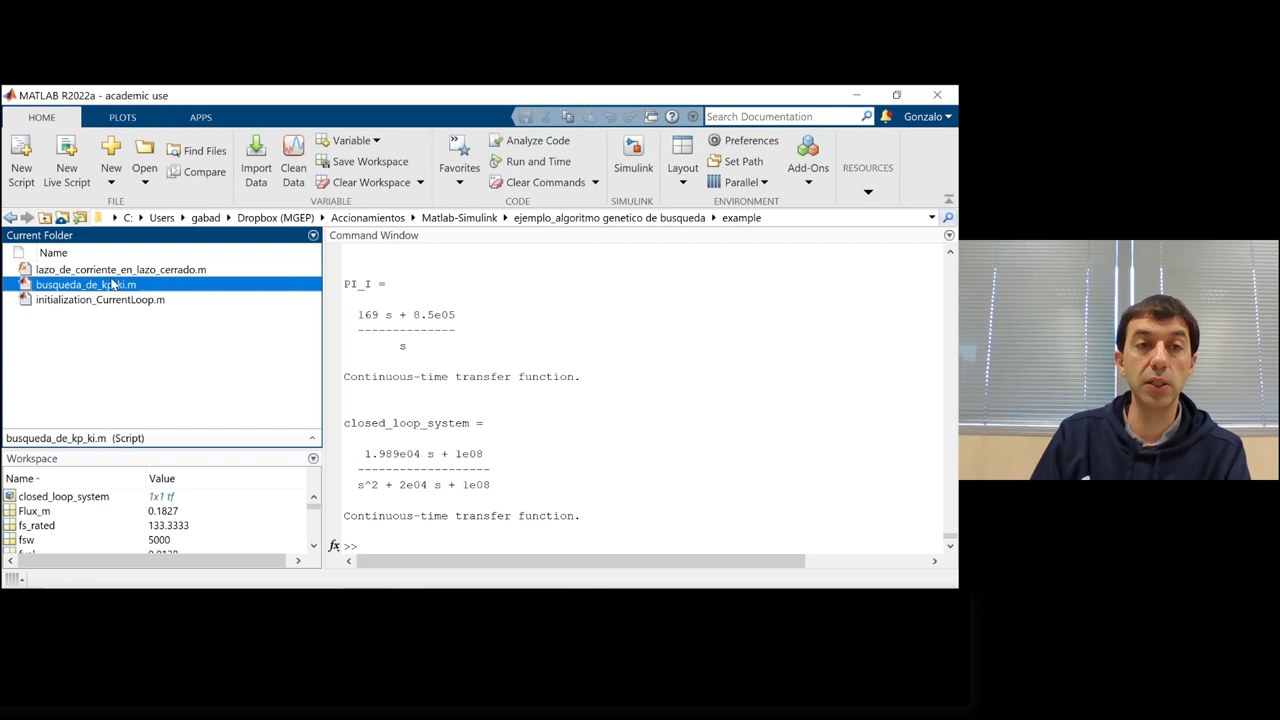 MATLAB R2022a - academic use
HOME PLOTS APPS
Search Documentation
Gonzalo
New Script
New Live Script
New
Open
Find Files
Compare
Import Data
Clean Data
Variable
Save Workspace
Clear Workspace
Favorites
Analyze Code
Run and Time
Clear Commands
Simulink
Layout
Preferences
Set Path
Parallel
Add-Ons
RESOURCES
FILE VARIABLE CODE SIMULINK ENVIRONMENT
C: Users gabad Dropbox (MGEP) Accionamientos Matlab-Simulink ejemplo_algoritmo genetico de busqueda example
Current Folder
Name
lazo_de_corriente_en_lazo_cerrado.m
busqueda_de_kp_ki.m
initialization_CurrentLoop.m
busqueda_de_kp_ki.m (Script)
Workspace
Name Value
closed_loop_system 1x1 tf
Flux_m 0.1827
fs_rated 133.3333
fsw 5000
Command Window
PI_I =
169 s + 8.5e05
--------------
s
Continuous-time transfer function.
closed_loop_system =
1.989e04 s + 1e08
-------------------
s^2 + 2e04 s + 1e08
Continuous-time transfer function.
fx >>